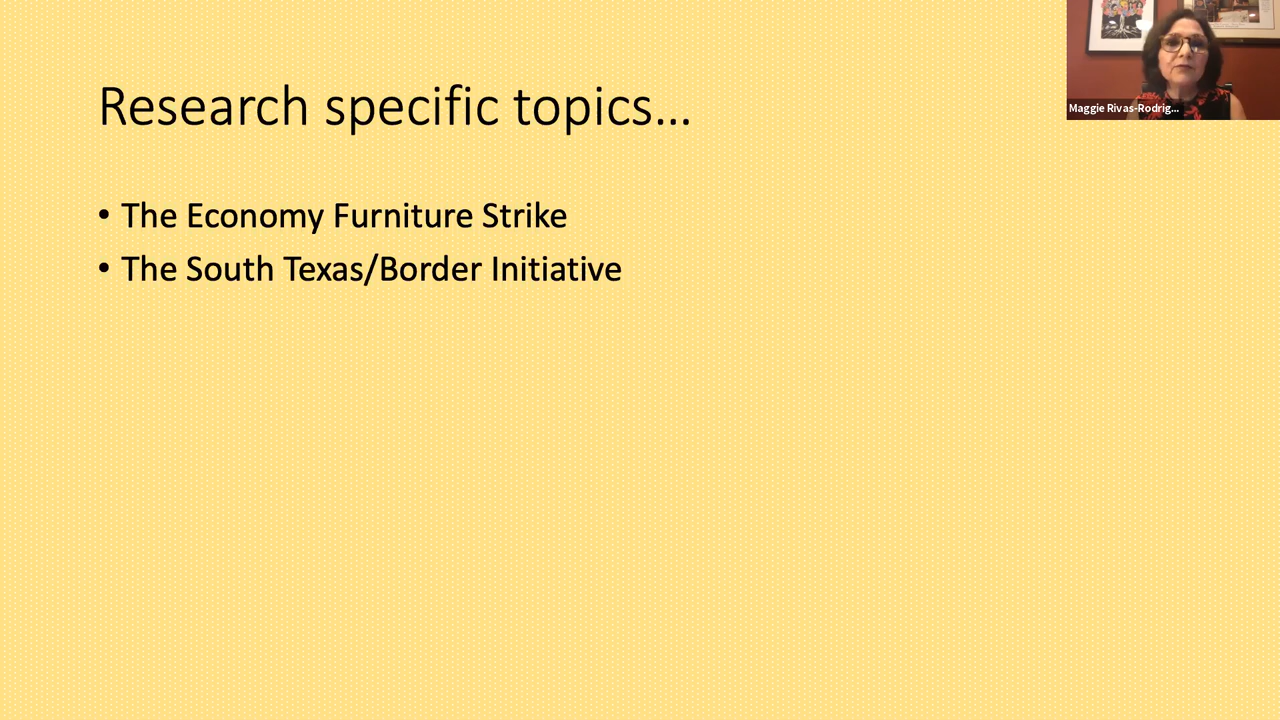 Research specific topics…
• The Economy Furniture Strike
• The South Texas/Border Initiative
Maggie Rivas-Rodrig...